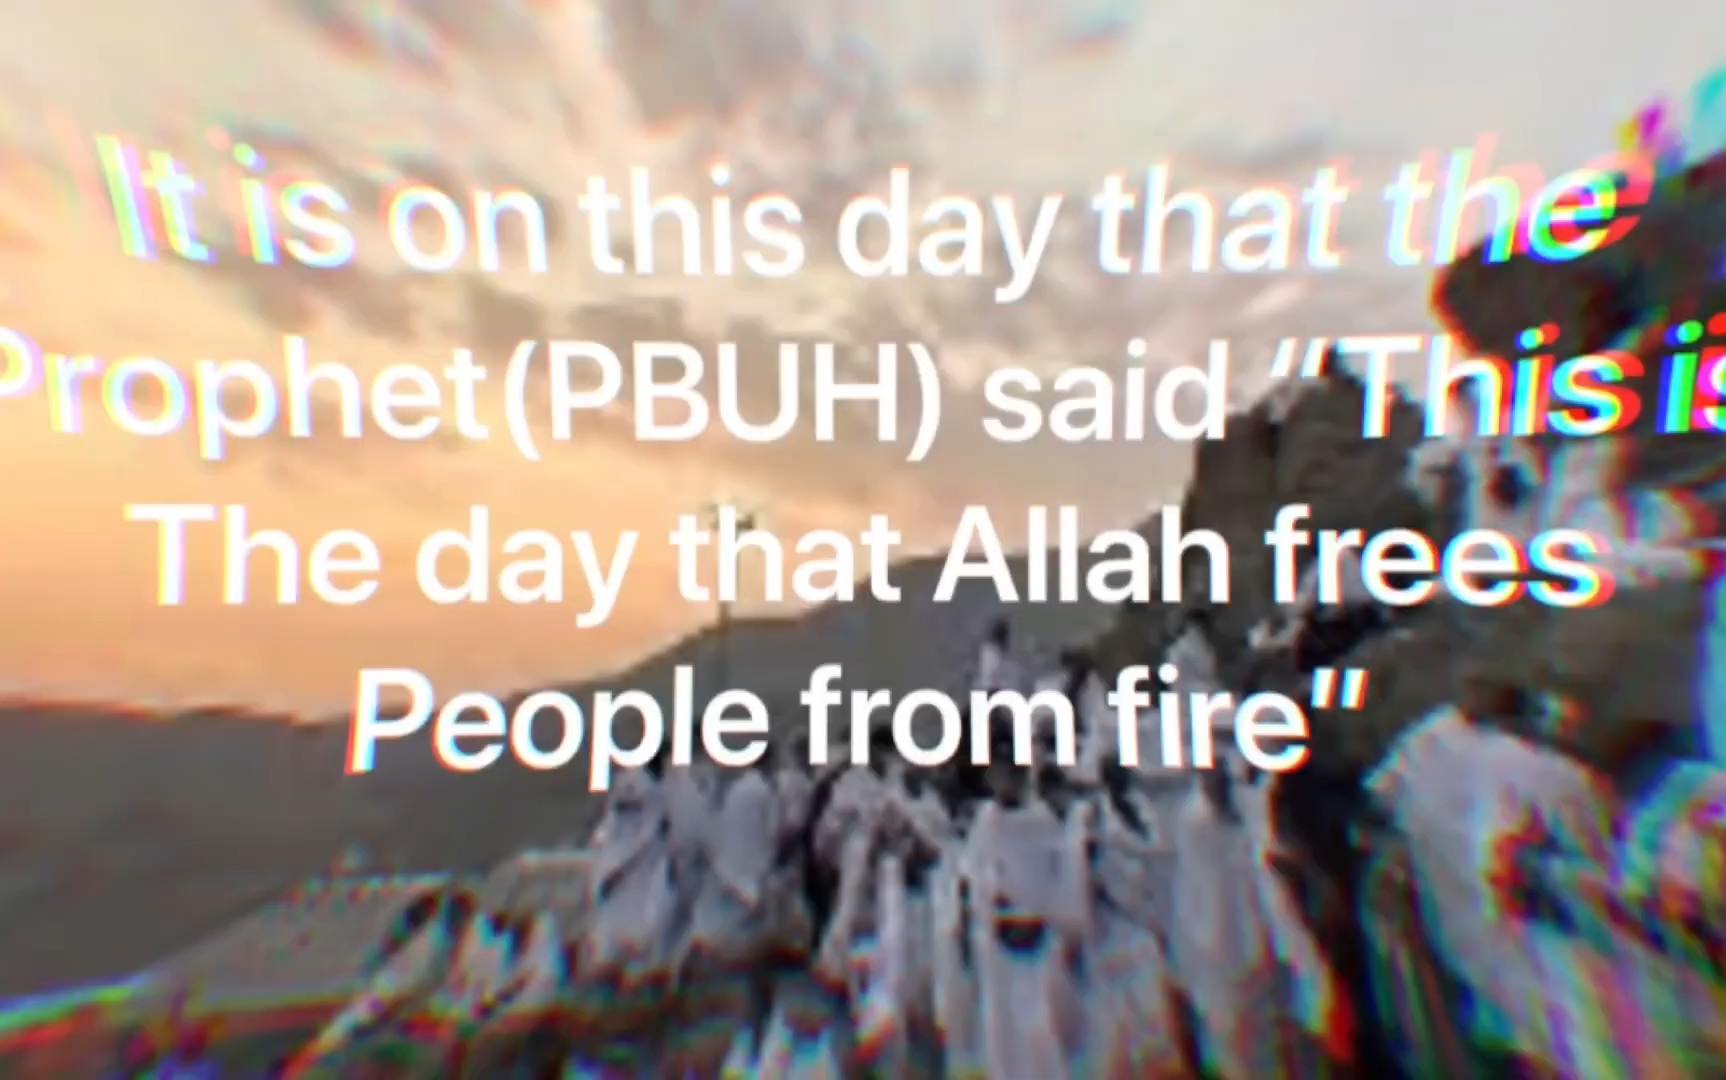 It is on this day that the
Prophet(PBUH) said “This is
The day that Allah frees
People from fire"